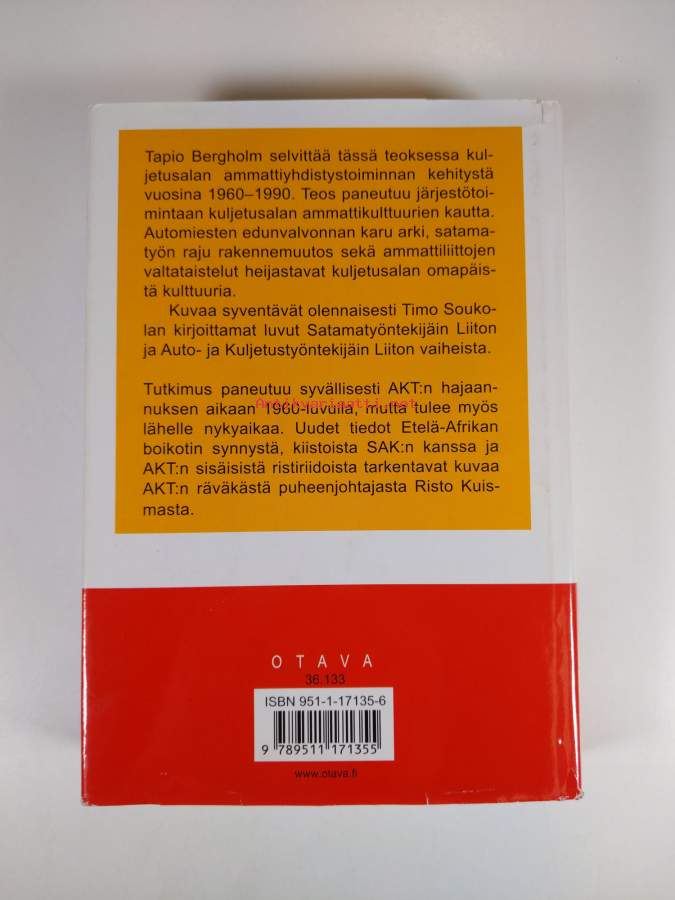 Tapio Bergholm selvittää tässä teoksessa kul-
jetusalan ammattiyhdistystoiminnan kehitystä
vuosina 1960–1990. Teos paneutuu järjestötoi-
mintaan kuljetusalan ammattikulttuurien kautta.
Automiesten edunvalvonnan karu arki, satama-
työn raju rakennemuutos sekä ammattiliittojen
valtataistelut heijastavat kuljetusalan omapäis-
tä kulttuuria.
Kuvaa syventävät olennaisesti Timo Souko-
lan kirjoittamat luvut Satamatyöntekijäin Liiton
ja Auto- ja Kuljetustyöntekijäin Liiton vaiheista.
Tutkimus paneutuu syvällisesti AKT:n hajaan-
Antikvariaatti.net
nuksen aikaan 1960-luvulla, mutta tulee myös
lähelle nykyaikaa. Uudet tiedot Etelä-Afrikan
boikotin synnystä, kiistoista SAK:n kanssa ja
AKT:n sisäisistä ristiriidoista tarkentavat kuvaa
AKT:n räväkästä puheenjohtajasta Risto Kuis-
masta.
OTAVA
36.133
ISBN 951-1-17135-6
9 789511 171355
www.otava.fi